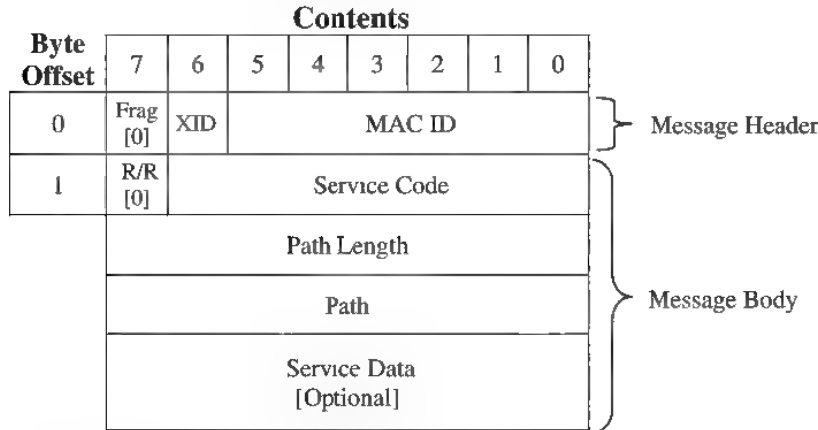 Contents
Byte
Offset
7 6 5 4 3 2 1 0
0 Frag
[0] XID MAC ID Message Header
1 R/R
[0] Service Code
Path Length
Path Message Body
Service Data
[Optional]